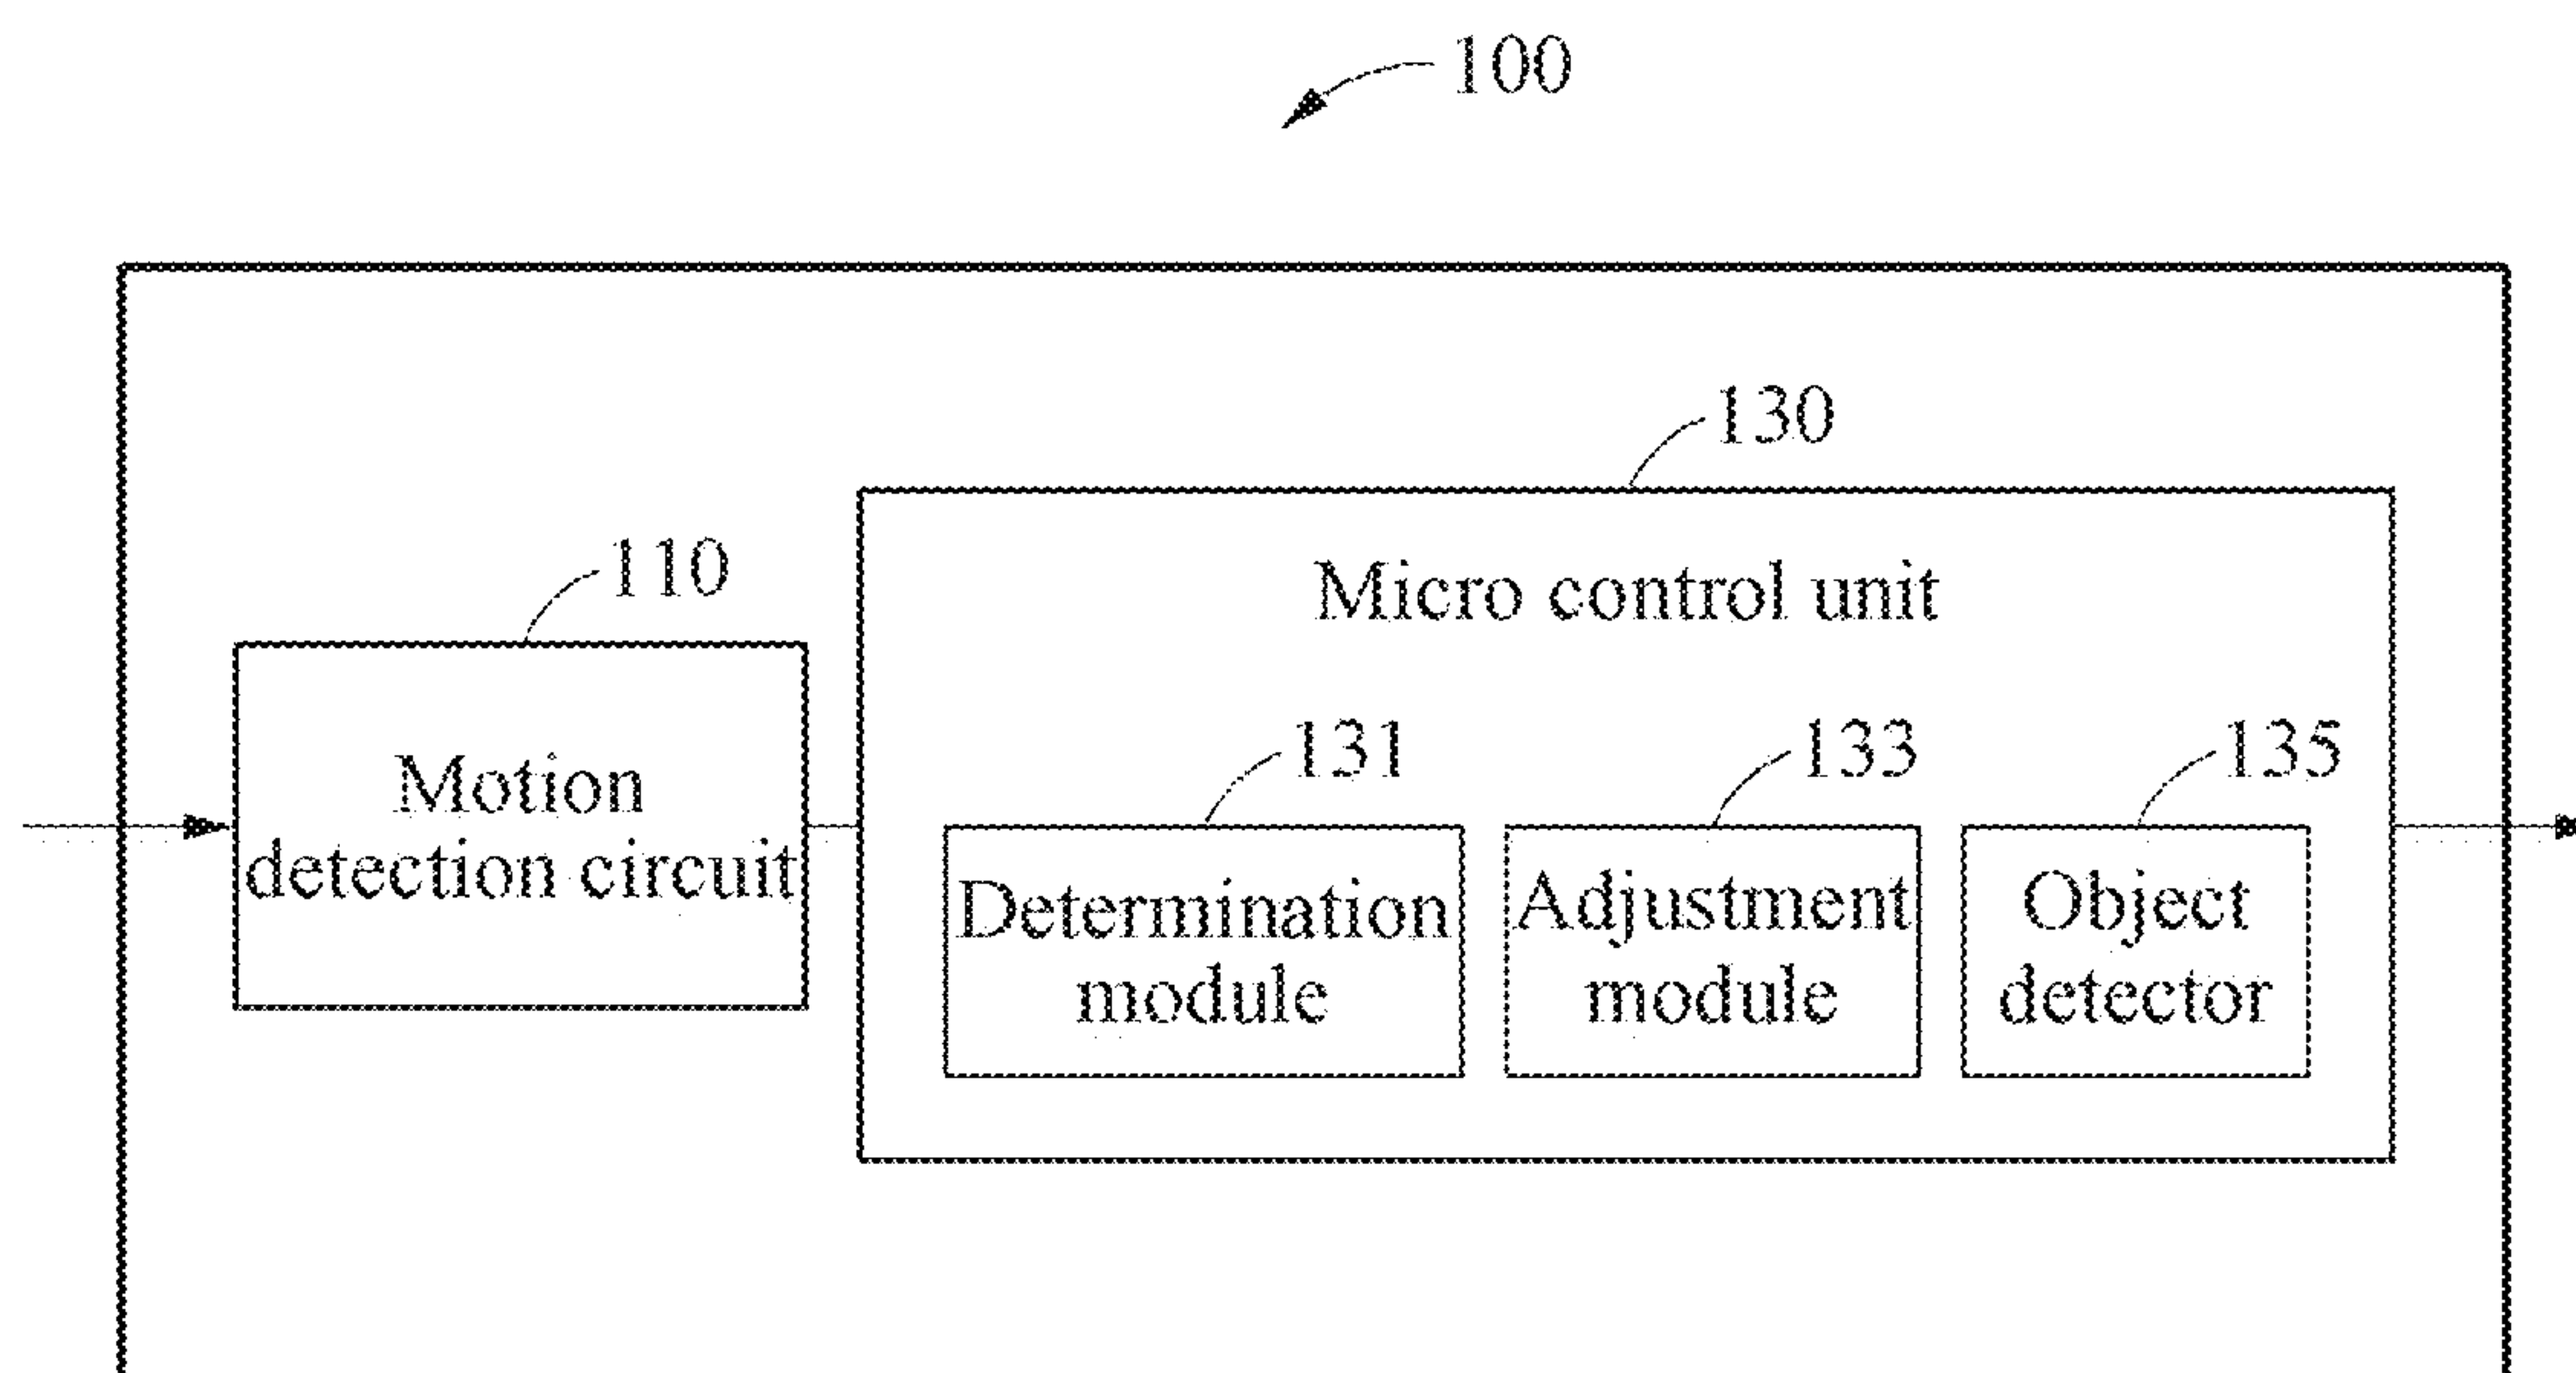 100
130
110
Micro control unit
131
133
135
Motion
detection circuit
Determination
module
Adjustment
module
Object
detector